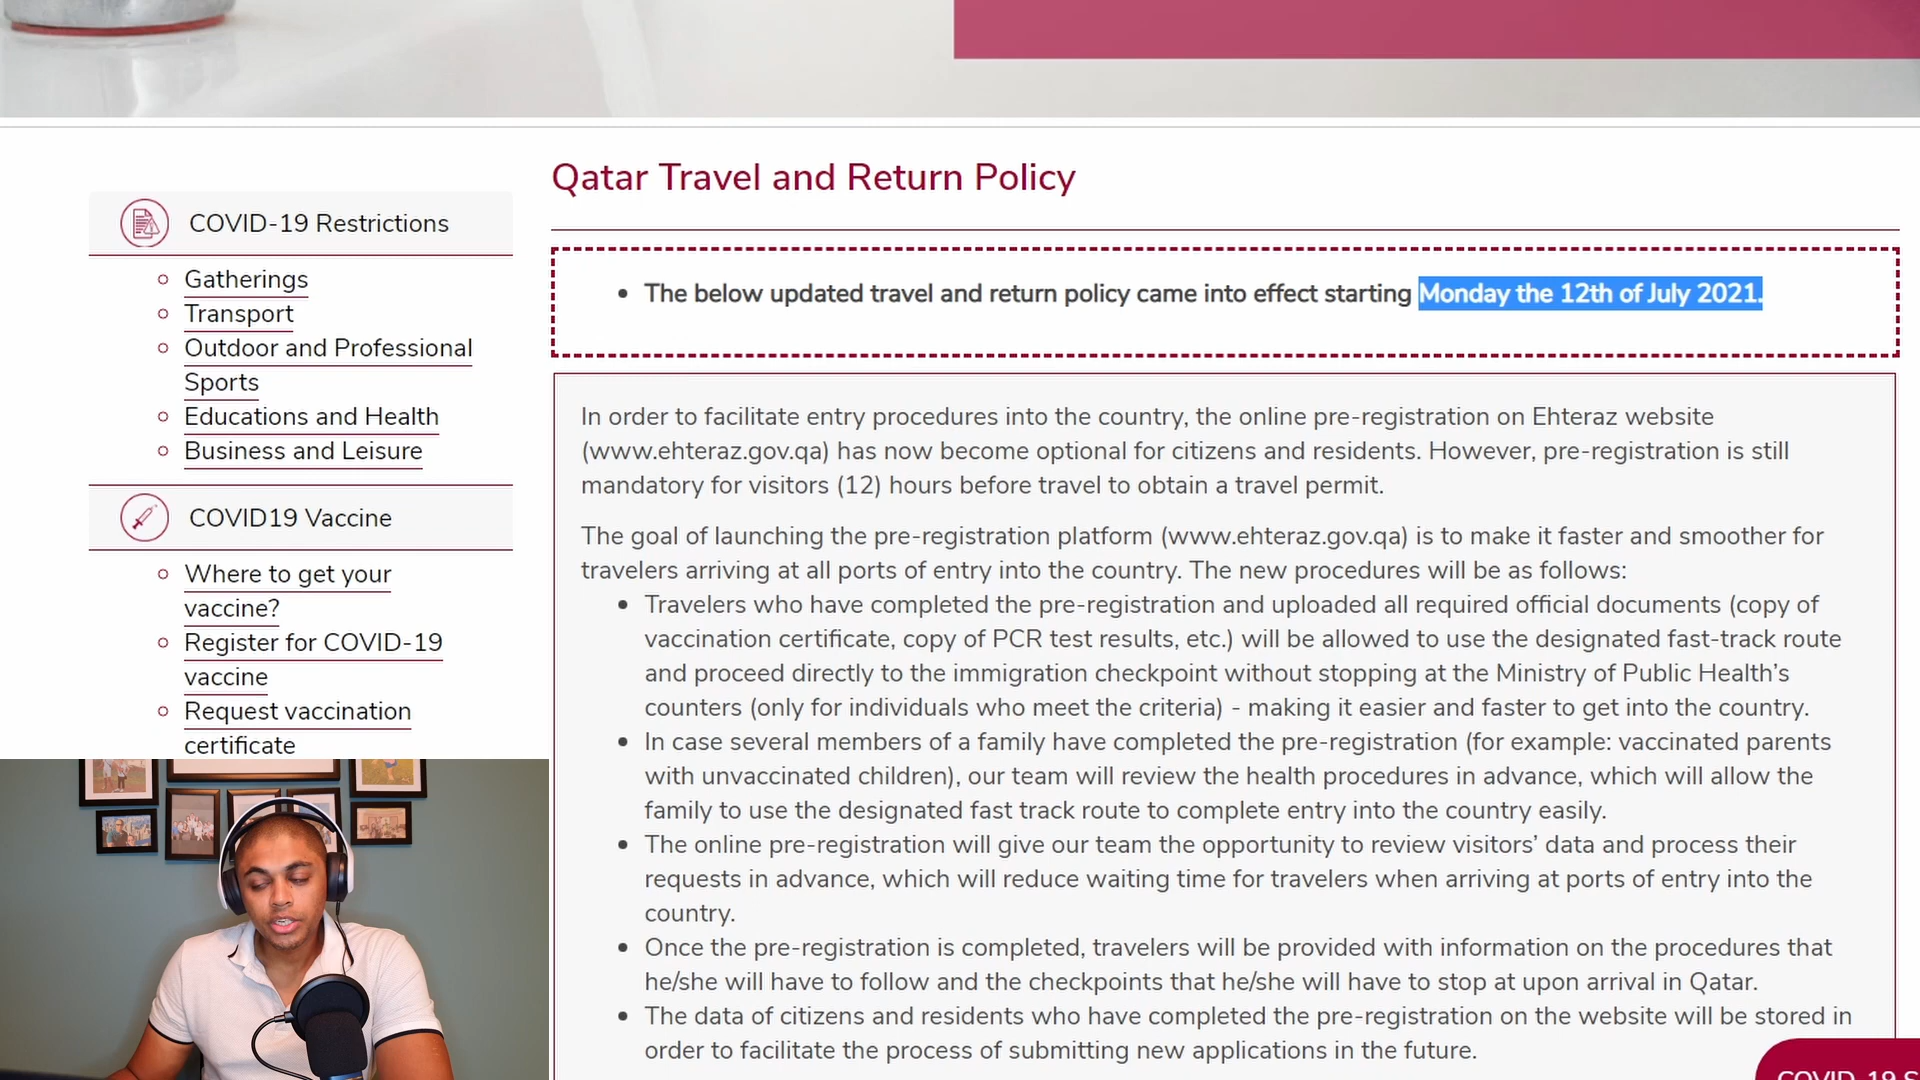 COVID-19 Restrictions
Gatherings
Transport
Outdoor and Professional
Sports
Educations and Health
Business and Leisure
COVID19 Vaccine
Where to get your
vaccine?
Register for COVID-19
vaccine
Request vaccination
certificate
Qatar Travel and Return Policy
The below updated travel and return policy came into effect starting Monday the 12th of July 2021.
In order to facilitate entry procedures into the country, the online pre-registration on Ehteraz website
(www.ehteraz.gov.qa) has now become optional for citizens and residents. However, pre-registration is still
mandatory for visitors (12) hours before travel to obtain a travel permit.
The goal of launching the pre-registration platform (www.ehteraz.gov.qa) is to make it faster and smoother for
travelers arriving at all ports of entry into the country. The new procedures will be as follows:
Travelers who have completed the pre-registration and uploaded all required official documents (copy of
vaccination certificate, copy of PCR test results, etc.) will be allowed to use the designated fast-track route
and proceed directly to the immigration checkpoint without stopping at the Ministry of Public Health’s
counters (only for individuals who meet the criteria) - making it easier and faster to get into the country.
In case several members of a family have completed the pre-registration (for example: vaccinated parents
with unvaccinated children), our team will review the health procedures in advance, which will allow the
family to use the designated fast track route to complete entry into the country easily.
The online pre-registration will give our team the opportunity to review visitors’ data and process their
requests in advance, which will reduce waiting time for travelers when arriving at ports of entry into the
country.
Once the pre-registration is completed, travelers will be provided with information on the procedures that
he/she will have to follow and the checkpoints that he/she will have to stop at upon arrival in Qatar.
The data of citizens and residents who have completed the pre-registration on the website will be stored in
order to facilitate the process of submitting new applications in the future.
COVID-19 S